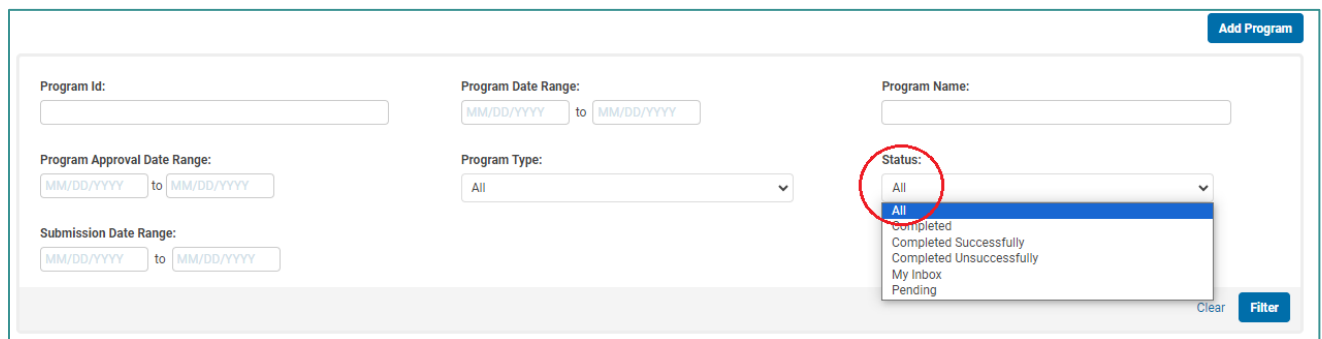 Add Program
Program Id:
Program Date Range:
MM/DD/YYYY to MM/DD/YYYY
Program Name:
Program Approval Date Range:
MM/DD/YYYY to MM/DD/YYYY
Program Type:
All
Status:
All
All
Completed
Completed Successfully
Completed Unsuccessfully
My Inbox
Pending
Submission Date Range:
MM/DD/YYYY to MM/DD/YYYY
Clear Filter